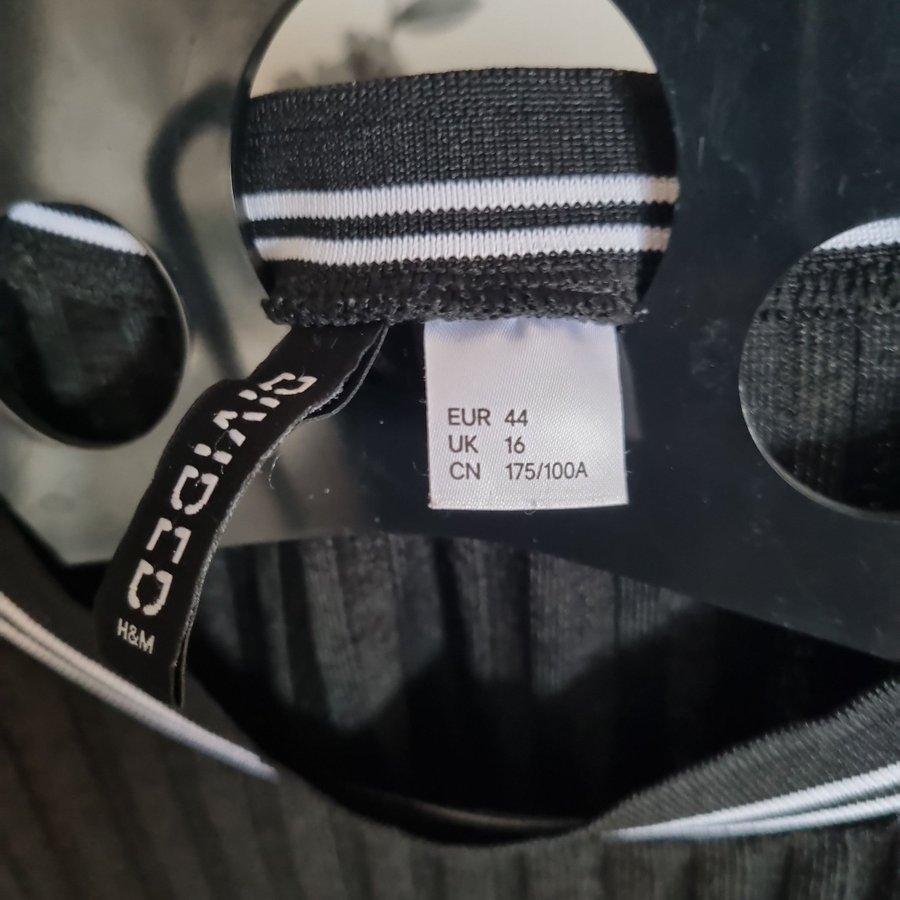 DIVIDED
H&M
EUR 44
UK 16
CN 175/100A